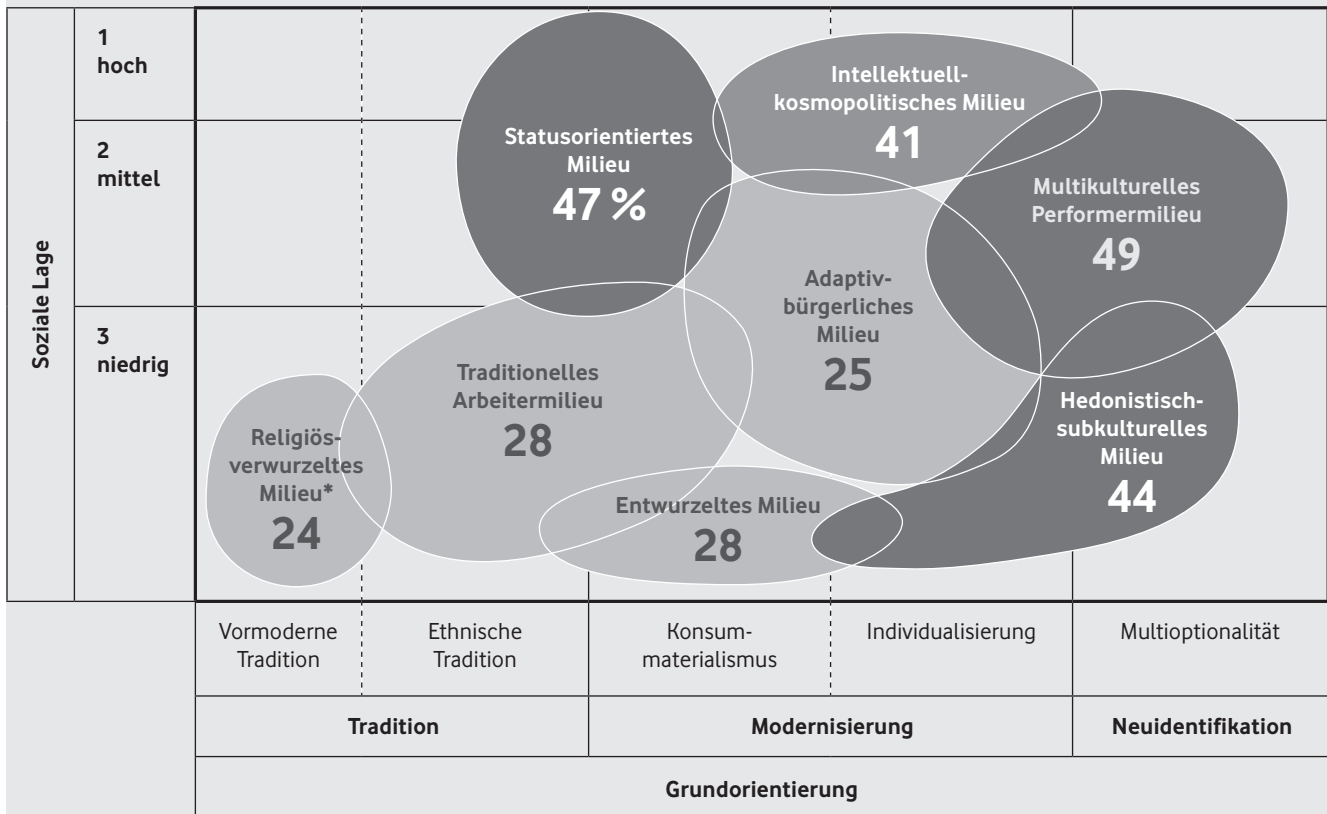 Soziale Lage
1
hoch
2
mittel
3
niedrig
Statusorientiertes
Milieu
47 %
Intellektuell-
kosmopolitisches Milieu
41
Multikulturelles
Performermilieu
49
Adaptiv-
bürgerliches
Milieu
25
Traditionelles
Arbeitermilieu
28
Religiös-
verwurzeltes
Milieu*
24
Entwurzeltes Milieu
28
Hedonistisch-
subkulturelles
Milieu
44
Vormoderne
Tradition
Ethnische
Tradition
Konsum-
materialismus
Individualisierung
Multioptionalität
Tradition
Modernisierung
Neuidentifikation
Grundorientierung